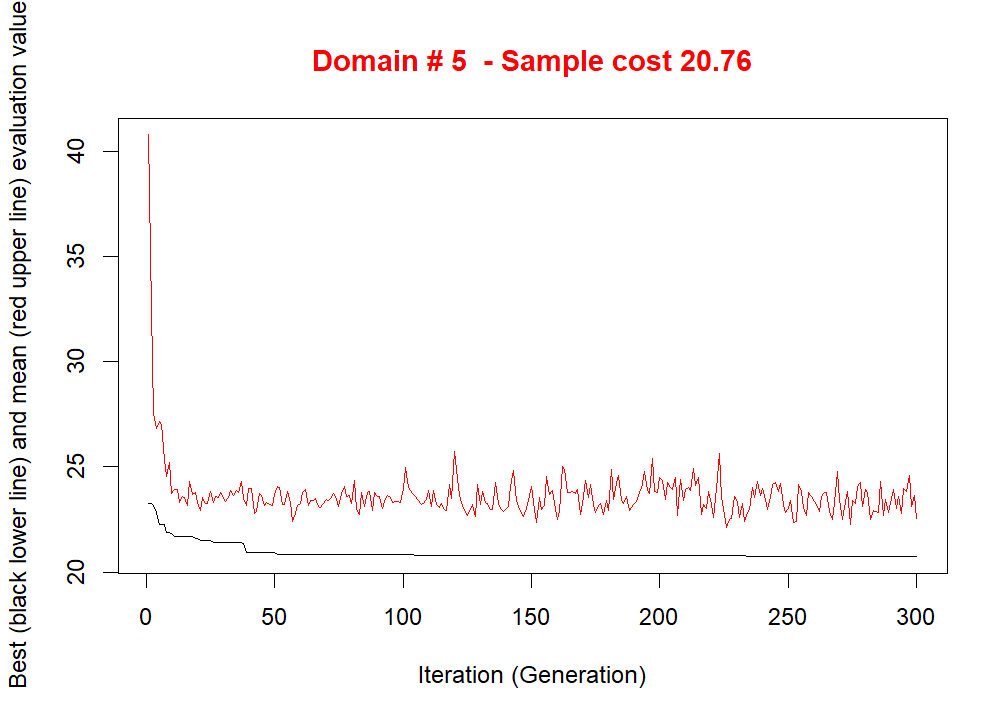 Domain # 5  - Sample cost 20.76
Best (black lower line) and mean (red upper line) evaluation value
40
35
30
25
20
0 50 100 150 200 250 300
Iteration (Generation)